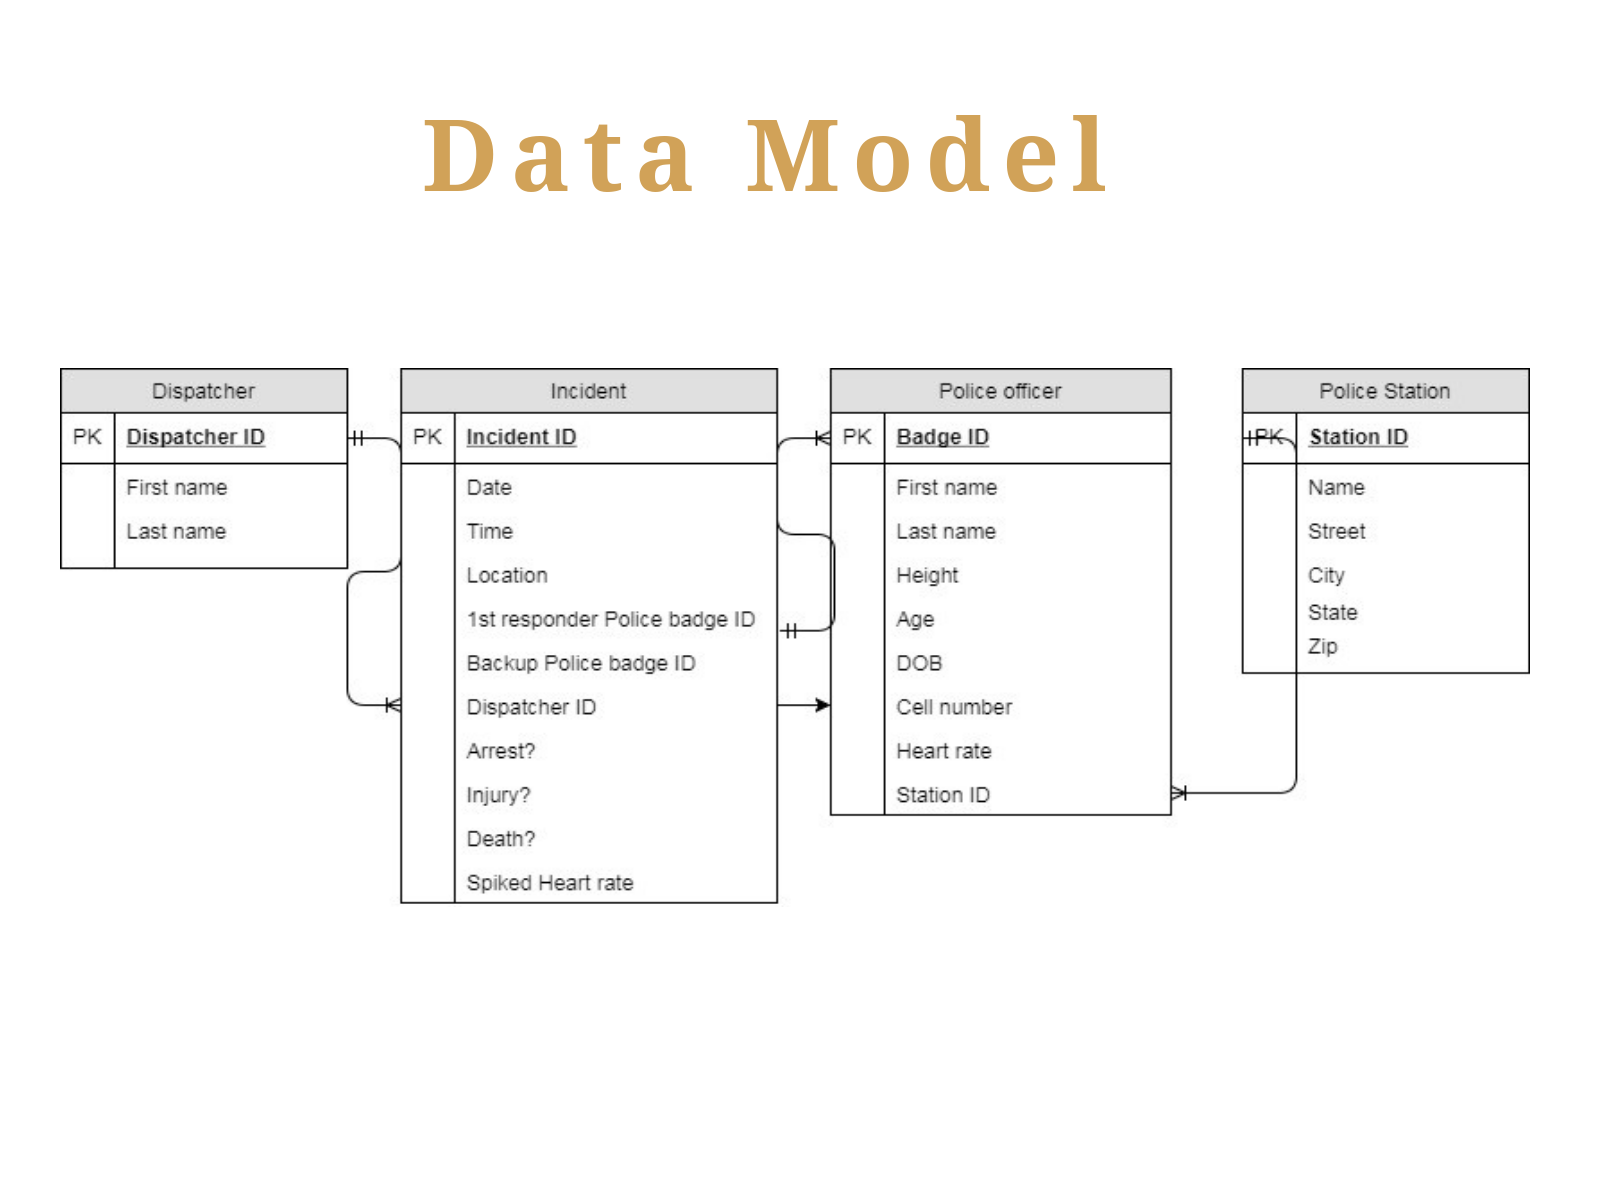 Data Model
Dispatcher
PK Dispatcher ID
First name
Last name
Incident
PK Incident ID
Date
Time
Location
1st responder Police badge ID
Backup Police badge ID
Dispatcher ID
Arrest?
Injury?
Death?
Spiked Heart rate
Police officer
PK Badge ID
First name
Last name
Height
Age
DOB
Cell number
Heart rate
Station ID
Police Station
PK Station ID
Name
Street
City
State
Zip